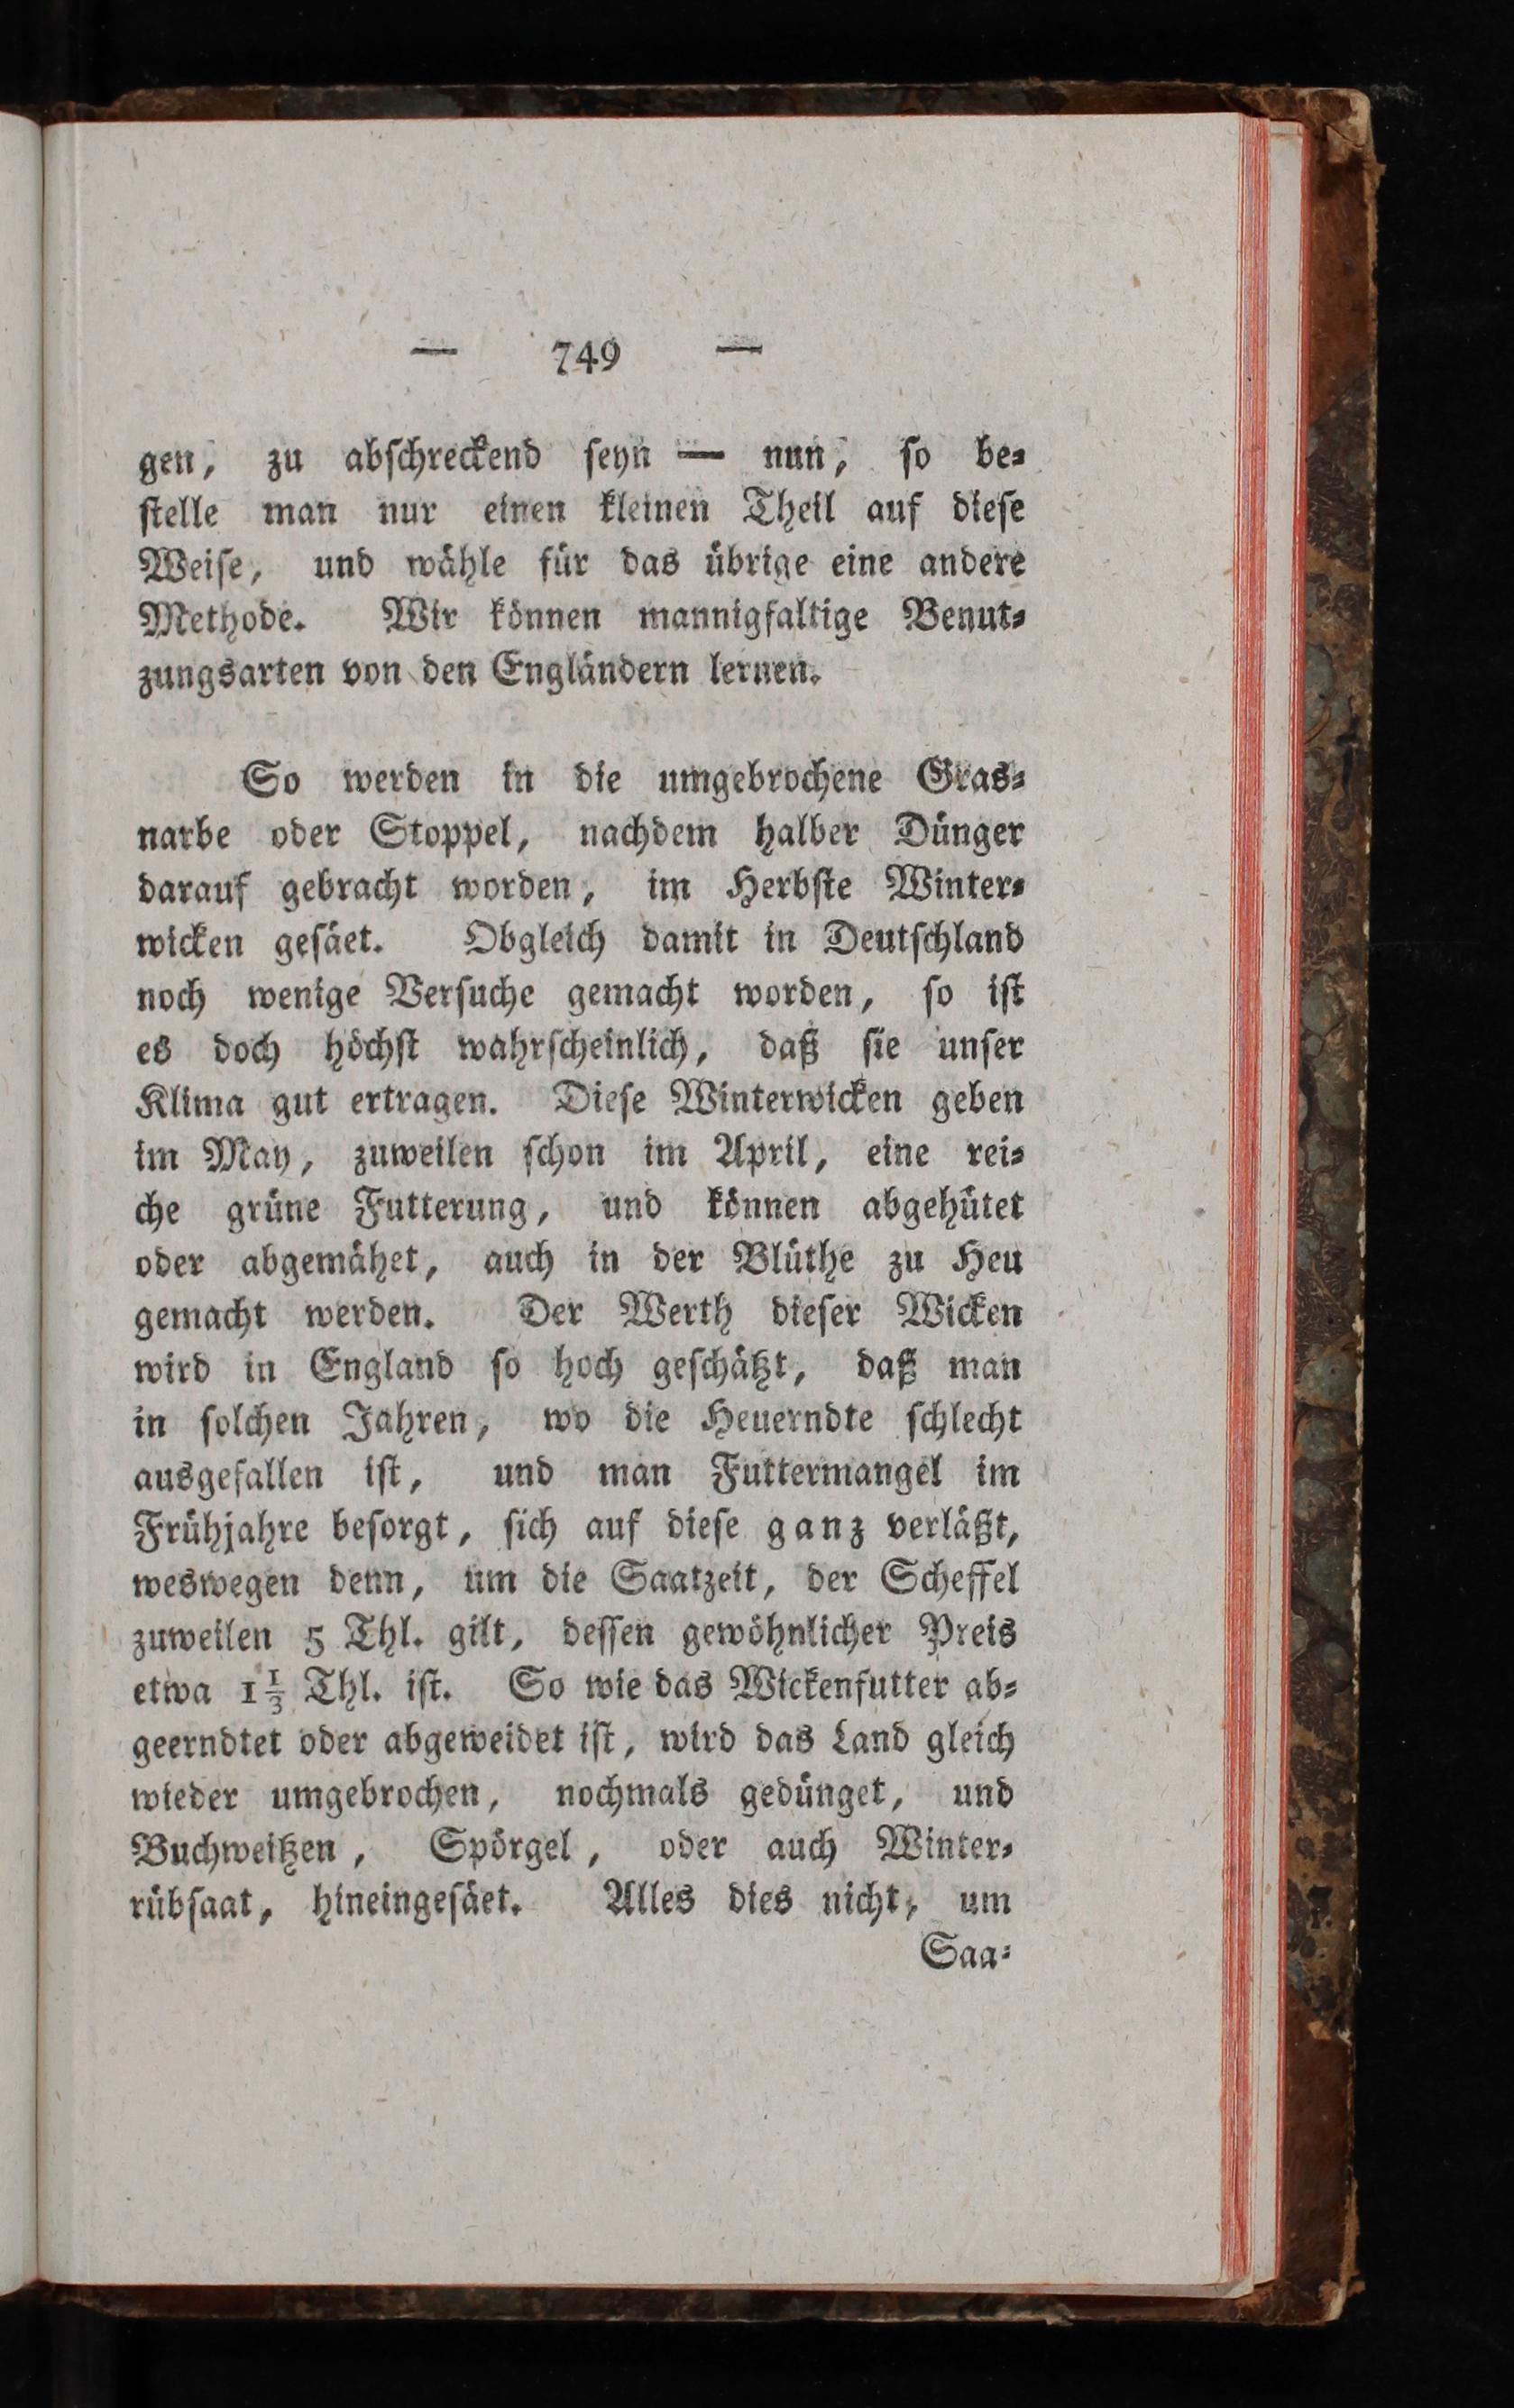 — 749 —
gen, zu abschreckend seyn — nun, so be-
stelle man nur einen kleinen Theil auf diese
Weise, und wähle für das übrige eine andere
Methode. Wir können mannigfaltige Benut-
zungsarten von den Engländern lernen.
So werden in die umgebrochene Gras-
narbe oder Stoppel, nachdem halber Dünger
darauf gebracht worden, im Herbste Winter-
wicken gesäet. Obgleich damit in Deutschland
noch wenige Versuche gemacht worden, so ist
es doch höchst wahrscheinlich, daß sie unser
Klima gut ertragen. Diese Winterwicken geben
im May, zuweilen schon im April, eine rei-
che grüne Futterung, und können abgehütet
oder abgemähet, auch in der Blüthe zu Heu
gemacht werden. Der Werth dieser Wicken
wird in England so hoch geschätzt, daß man
in solchen Jahren, wo die Heuerndte schlecht
ausgefallen ist, und man Futtermangel im
Frühjahre besorgt, sich auf diese ganz verläßt,
weswegen denn, um die Saatzeit, der Scheffel
zuweilen 5 Thl. gilt, dessen gewöhnlicher Preis
etwa 1⅓ Thl. ist. So wie das Wickenfutter ab-
geerndtet oder abgeweidet ist, wird das Land gleich
wieder umgebrochen, nochmals gedünget, und
Buchweitzen, Spörgel, oder auch Winter-
rübsaat, hineingesäet. Alles dies nicht, um
Saa-